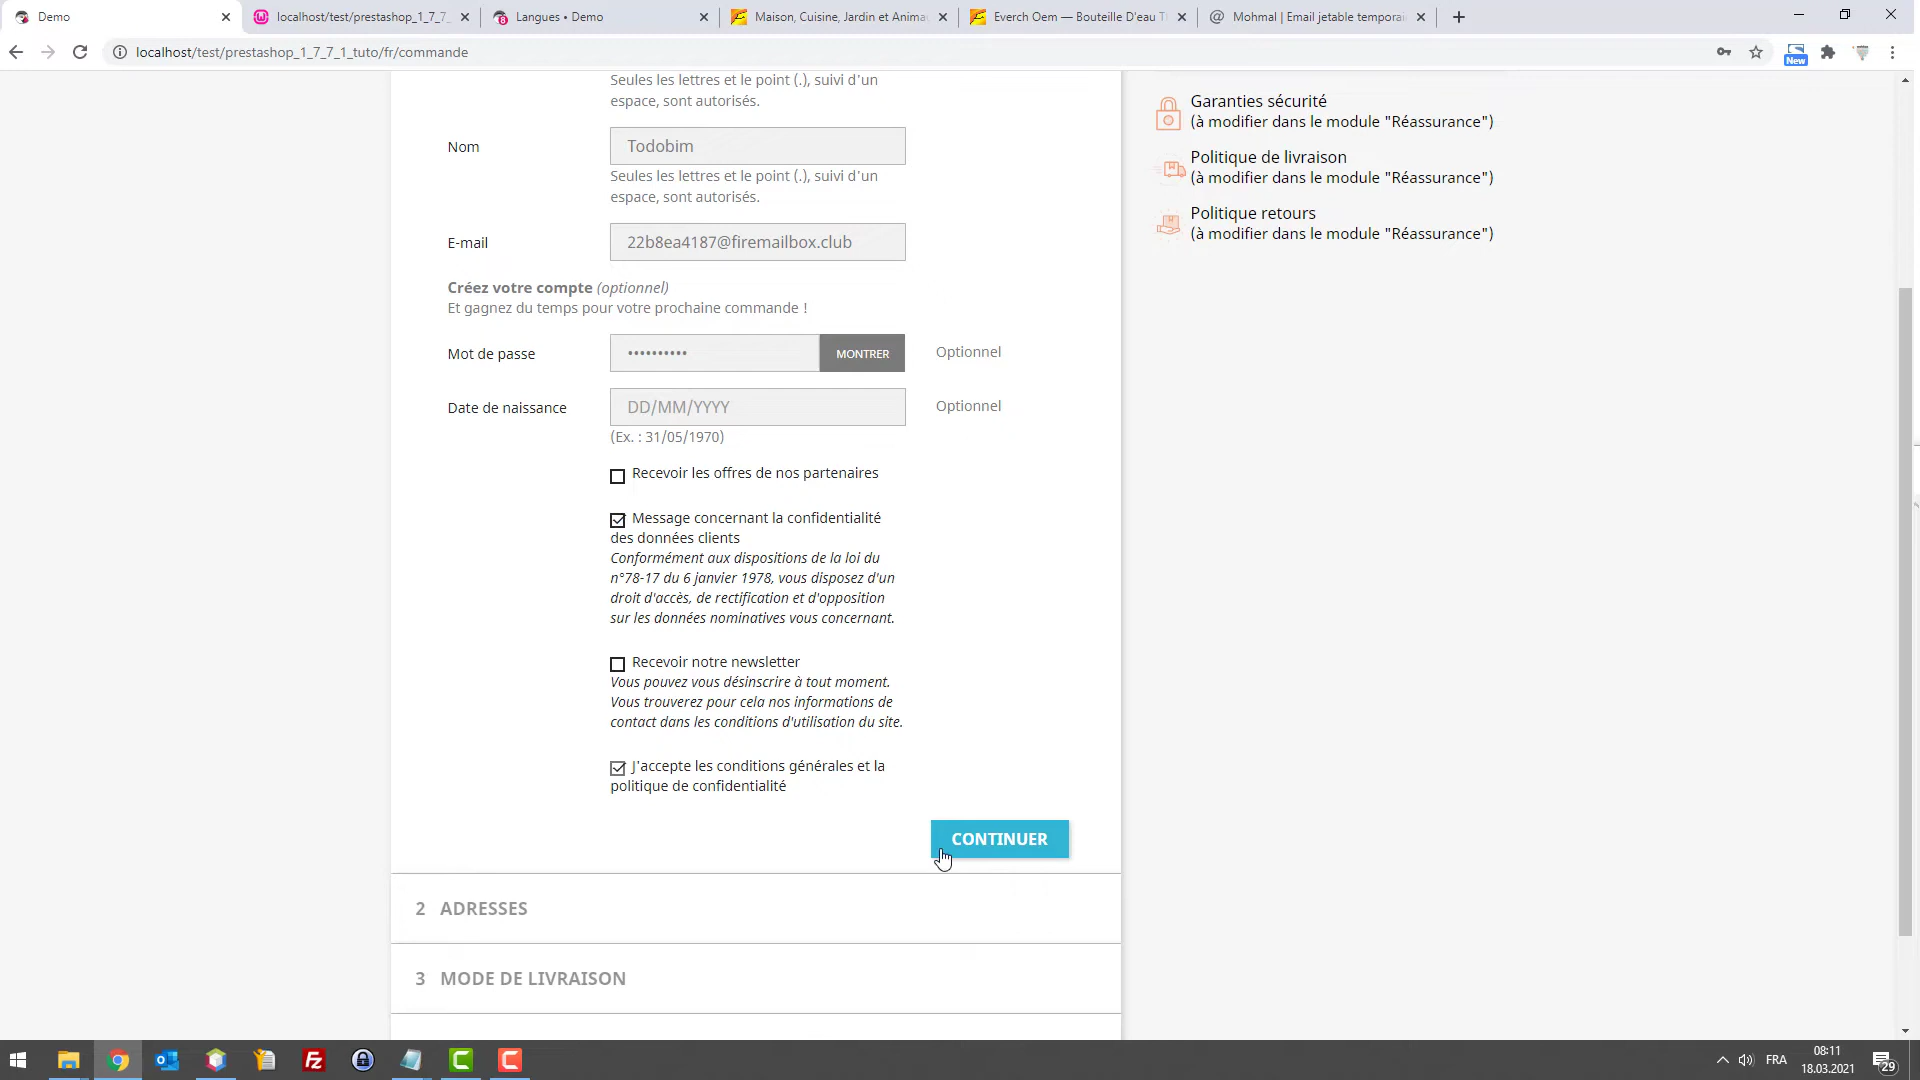 Demo
localhost/test/prestashop_1_7_7_
Langues • Demo
Maison, Cuisine, Jardin et Anima
Everch Oem — Bouteille D'eau T
Mohmal | Email jetable temporai
localhost/test/prestashop_1_7_7_1_tuto/fr/commande
New
Seules les lettres et le point (.), suivi d'un
espace, sont autorisés.
Nom
Todobim
Seules les lettres et le point (.), suivi d'un
espace, sont autorisés.
E-mail
22b8ea4187@firemailbox.club
Créez votre compte (optionnel)
Et gagnez du temps pour votre prochaine commande !
Mot de passe
••••••••••
MONTRER
Optionnel
Date de naissance
DD/MM/YYYY
Optionnel
(Ex. : 31/05/1970)
Recevoir les offres de nos partenaires
Message concernant la confidentialité
des données clients
Conformément aux dispositions de la loi du
n°78-17 du 6 janvier 1978, vous disposez d'un
droit d'accès, de rectification et d'opposition
sur les données nominatives vous concernant.
Recevoir notre newsletter
Vous pouvez vous désinscrire à tout moment.
Vous trouverez pour cela nos informations de
contact dans les conditions d'utilisation du site.
J'accepte les conditions générales et la
politique de confidentialité
CONTINUER
2 ADRESSES
3 MODE DE LIVRAISON
Garanties sécurité
(à modifier dans le module "Réassurance")
Politique de livraison
(à modifier dans le module "Réassurance")
Politique retours
(à modifier dans le module "Réassurance")
FRA
08:11
18.03.2021
29